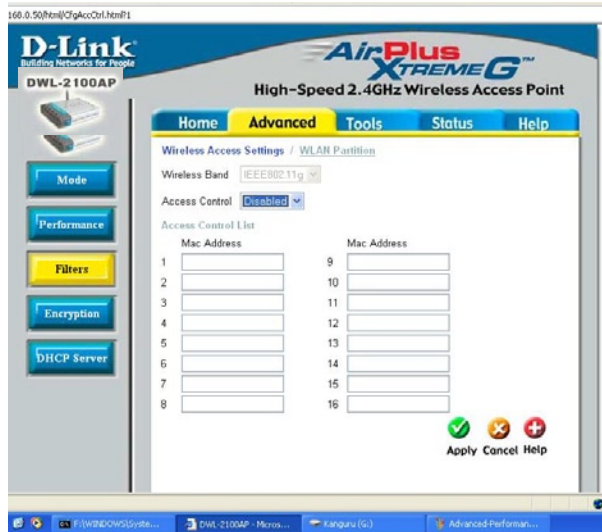 168.0.50/html/CfgAccCtrl.html?1
D-Link
Building Networks for People
DWL-2100AP
AirPlus
XTREME G™
High-Speed 2.4GHz Wireless Access Point
Home Advanced Tools Status Help
Mode
Performance
Filters
Encryption
DHCP Server
Wireless Access Settings / WLAN Partition
Wireless Band IEEE802.11g
Access Control Disabled
Access Control List
Mac Address Mac Address
1 9
2 10
3 11
4 12
5 13
6 14
7 15
8 16
Apply Cancel Help
F:\WINDOWS\Syste... DWL-2100AP - Micros... Kanguru (G:) Advanced-Performan...